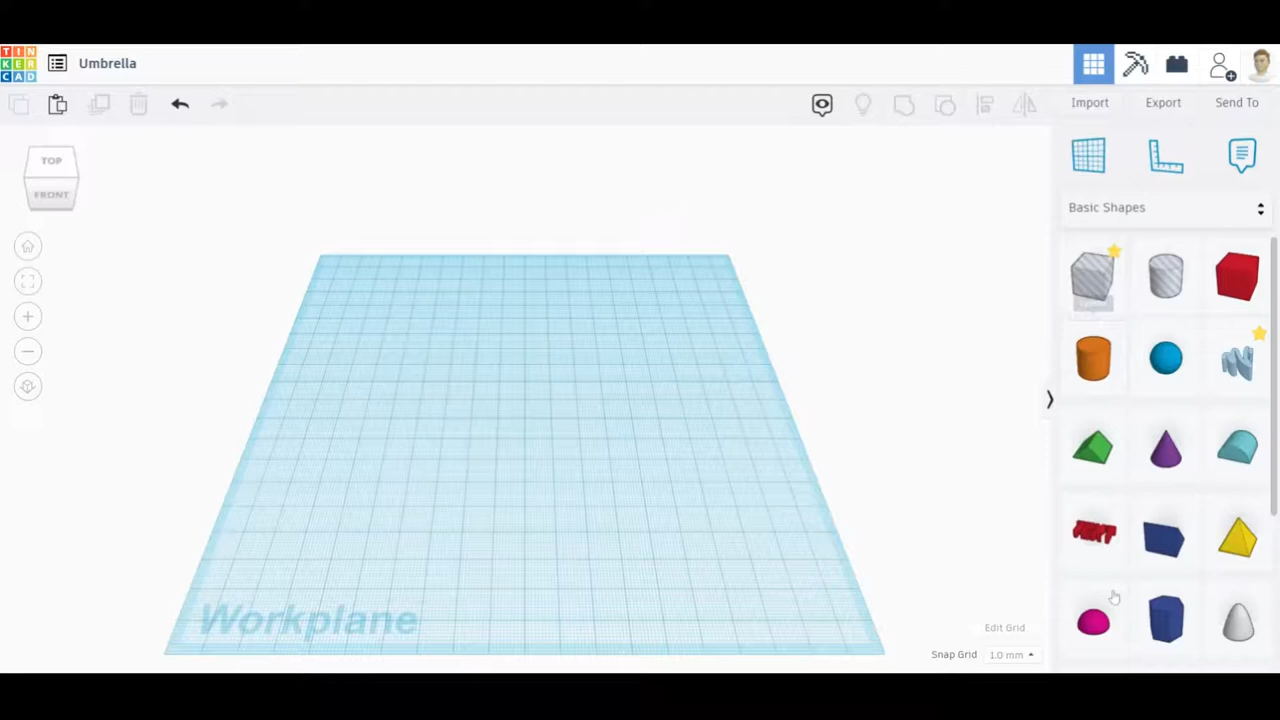 TIN
KER
CAD
Umbrella
Import
Export
Send To
TOP
FRONT
Basic Shapes
TEXT
Workplane
Edit Grid
Snap Grid
1.0 mm